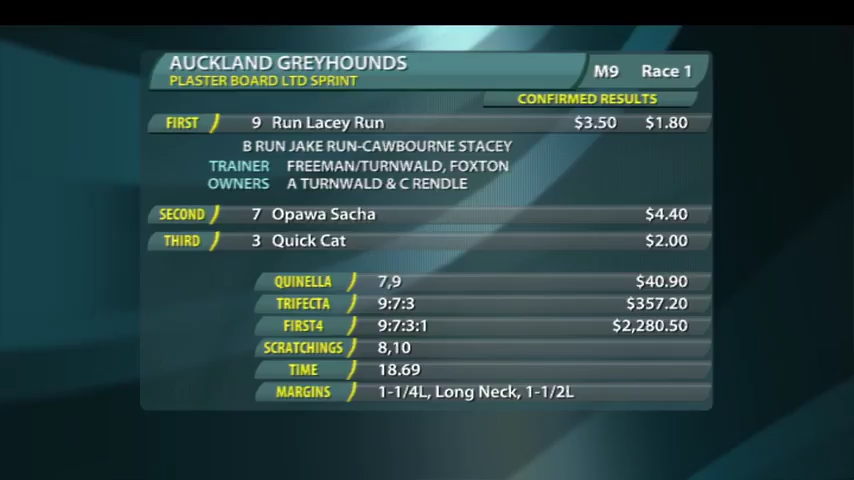 AUCKLAND GREYHOUNDS
PLASTER BOARD LTD SPRINT
M9 Race 1
CONFIRMED RESULTS
FIRST 9 Run Lacey Run $3.50 $1.80
B RUN JAKE RUN-CAWBOURNE STACEY
TRAINER FREEMAN/TURNWALD, FOXTON
OWNERS A TURNWALD & C RENDLE
SECOND 7 Opawa Sacha $4.40
THIRD 3 Quick Cat $2.00
QUINELLA 7,9 $40.90
TRIFECTA 9:7:3 $357.20
FIRST4 9:7:3:1 $2,280.50
SCRATCHINGS 8,10
TIME 18.69
MARGINS 1-1/4L, Long Neck, 1-1/2L